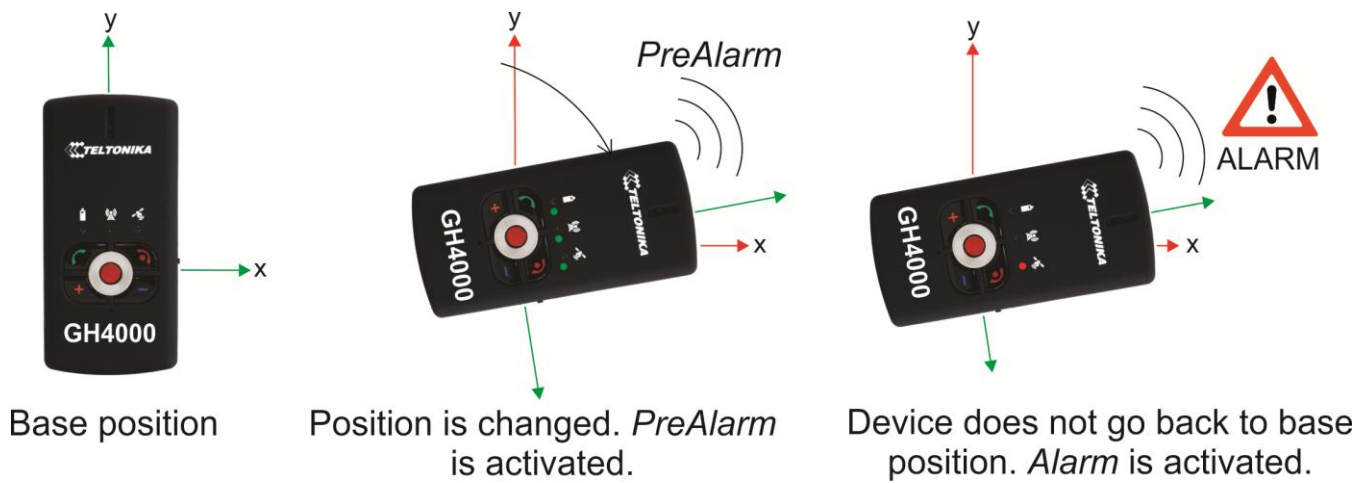 y
x
TELTONIKA
GH4000
Base position
y
PreAlarm
x
TELTONIKA
GH4000
Position is changed. PreAlarm
is activated.
y
ALARM
x
TELTONIKA
GH4000
Device does not go back to base
position. Alarm is activated.